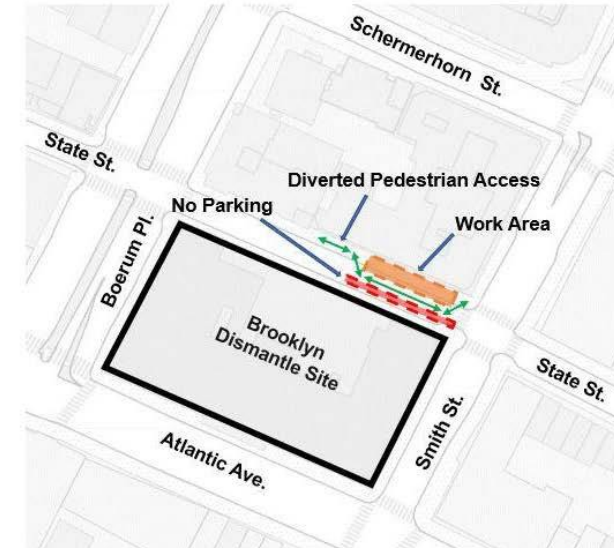 Schermerhorn St.
State St.
Diverted Pedestrian Access
No Parking
Work Area
Boerum Pl.
Brooklyn
Dismantle Site
State St.
Smith St.
Atlantic Ave.